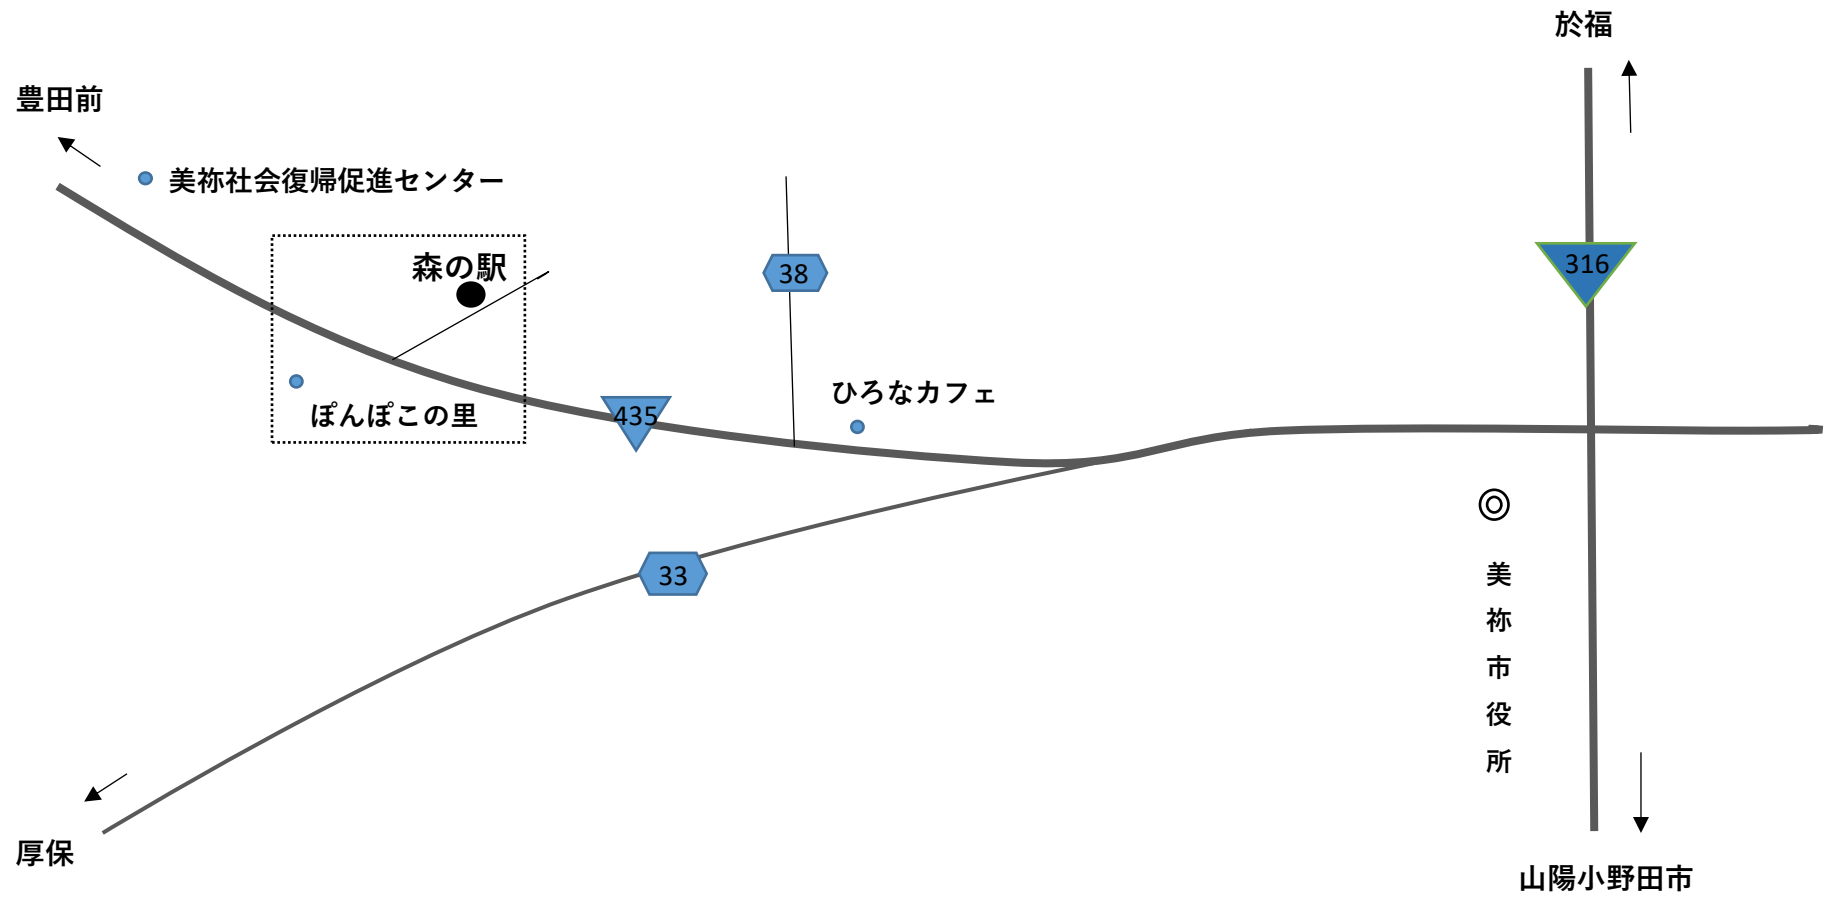 於福
豊田前
美祢社会復帰促進センター
森の駅
38
316
ひろなカフェ
ぽんぽこの里
435
33
美祢市役所
厚保
山陽小野田市